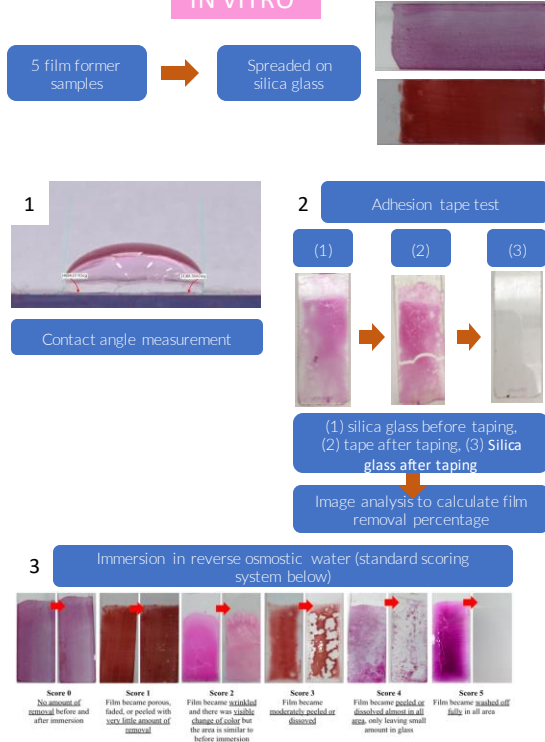 IN VITRO
5 film former
samples
Spreaded on
silica glass
1
Contact angle measurement
2
Adhesion tape test
(1)
(2)
(3)
(1) silica glass before taping,
(2) tape after taping, (3) Silica
glass after taping
Image analysis to calculate film
removal percentage
3
Immersion in reverse osmostic water (standard scoring
system below)
Score 0
No amount of
removal before and
after immersion
Score 1
Film became porous,
faded, or peeled with
very little amount of
removal
Score 2
Film became wrinkled
and there was visible
change of color but
the area is similar to
before immersion
Score 3
Film became
moderately peeled or
dissoved
Score 4
Film became peeled or
dissolved almost in all
area, only leaving small
amount in glass
Score 5
Film became washed off
fully in all area